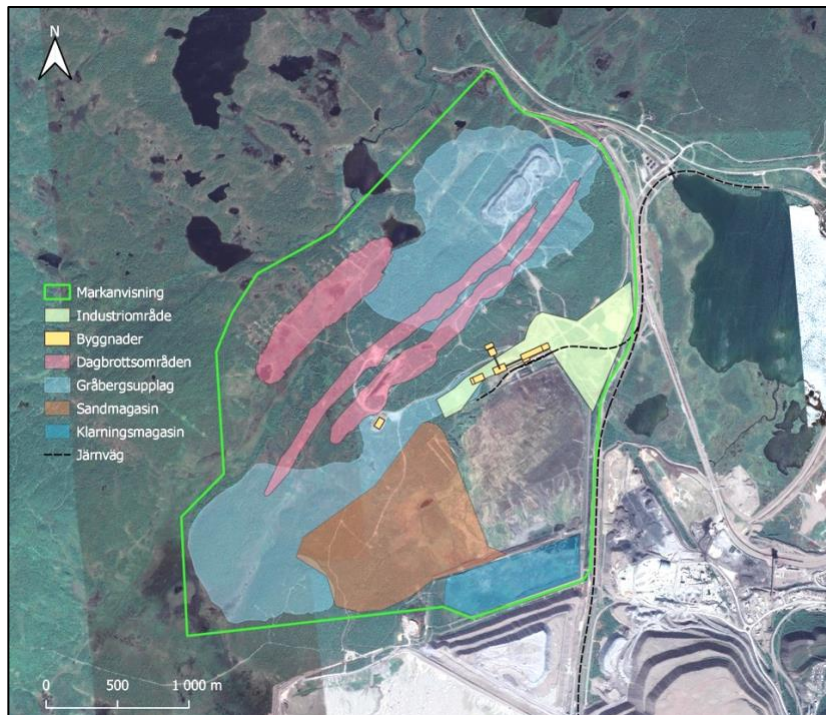 N
Markanvisning
Industriområde
Byggnader
Dagbrottsområden
Gråbergsupplag
Sandmagasin
Klarningsmagasin
Järnväg
0 500 1 000 m